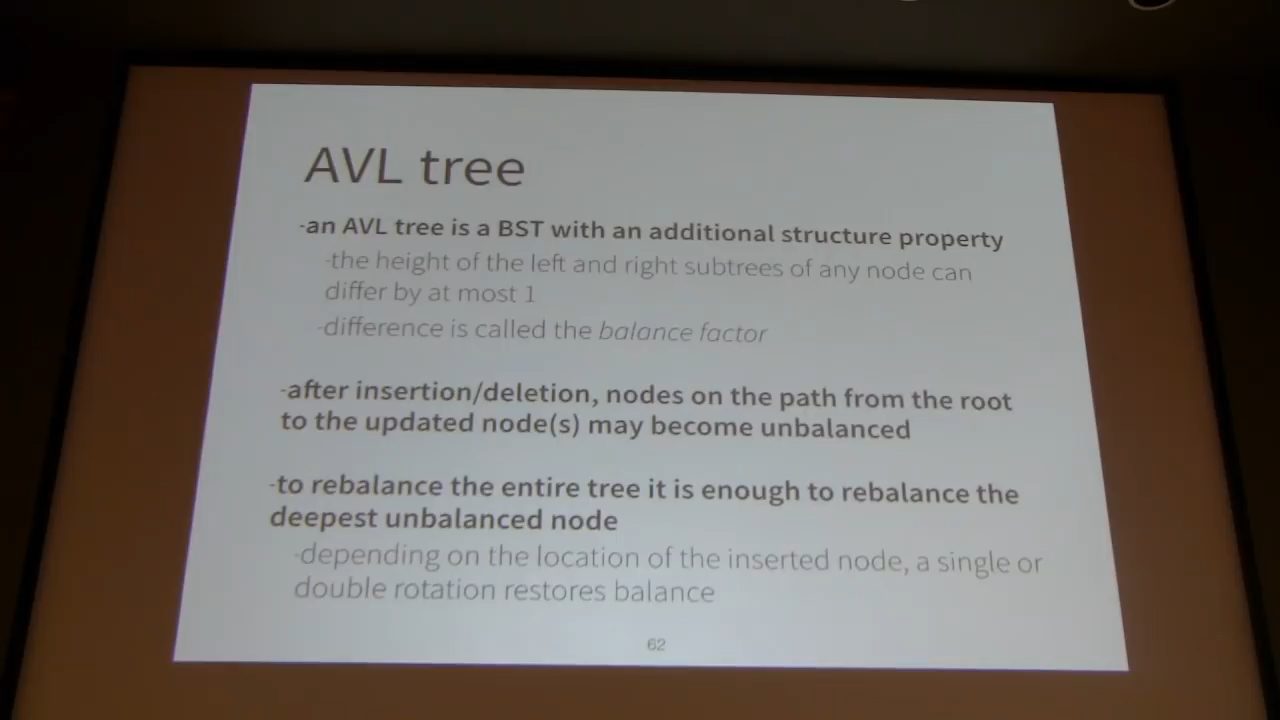 AVL tree
-an AVL tree is a BST with an additional structure property
-the height of the left and right subtrees of any node can
differ by at most 1
-difference is called the balance factor
-after insertion/deletion, nodes on the path from the root
to the updated node(s) may become unbalanced
-to rebalance the entire tree it is enough to rebalance the
deepest unbalanced node
-depending on the location of the inserted node, a single or
double rotation restores balance
62